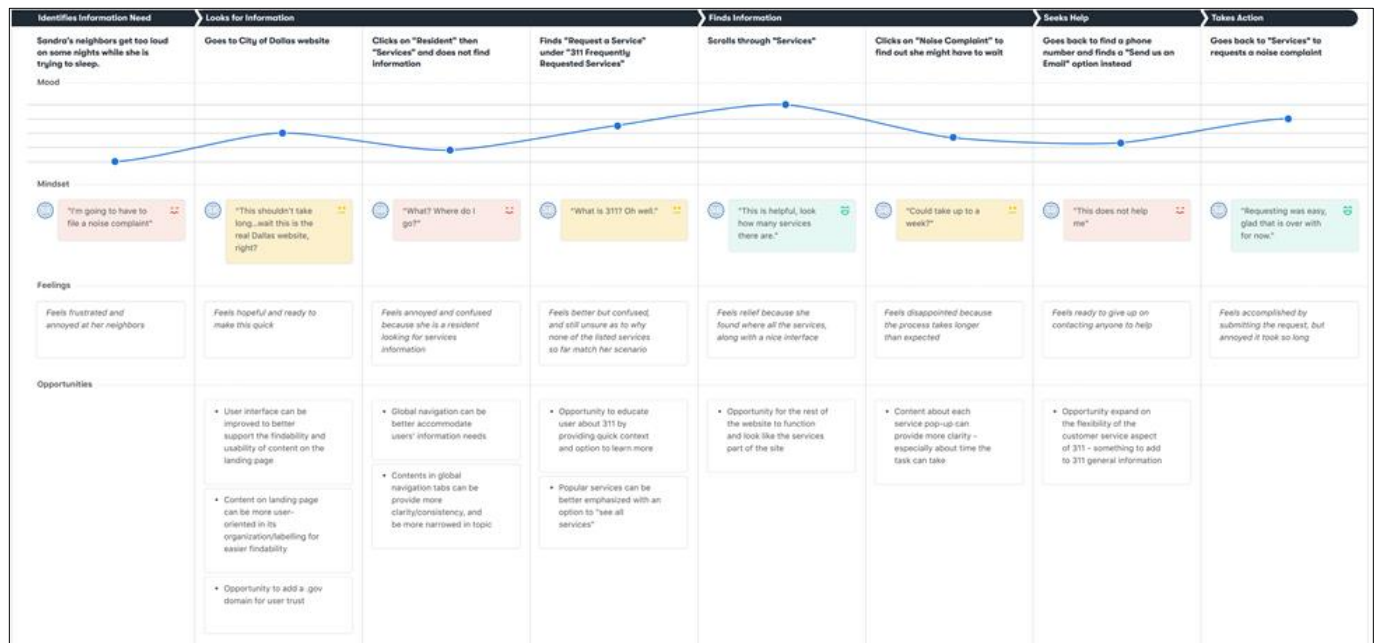 Identifies Information Need
Looks for Information
Finds Information
Seeks Help
Takes Action
Sandra's neighbors get too loud
on some nights while she is
trying to sleep.
Goes to City of Dallas website
Clicks on "Resident" then
"Services" and does not find
information
Finds "Request a Service"
under "311 Frequently
Requested Services"
Scrolls through "Services"
Clicks on "Noise Complaint" to
find out she might have to wait
Goes back to find a phone
number and finds a "Send us an
Email" option instead
Goes back to "Services" to
requests a noise complaint
Mood
Mindset
"I'm going to have to
file a noise complaint"
"This shouldn't take
long...wait this is the
real Dallas website,
right?
"What? Where do I
go?"
"What is 311? Oh well."
"This is helpful, look
how many services
there are."
"Could take up to a
week?"
"This does not help
me"
"Requesting was easy,
glad that is over with
for now."
Feelings
Feels frustrated and
annoyed at her neighbors
Feels hopeful and ready to
make this quick
Feels annoyed and confused
because she is a resident
looking for services
information
Feels better but confused,
and still unsure as to why
none of the listed services
so far match her scenario
Feels relief because she
found where all the services,
along with a nice interface
Feels disappointed because
the process takes longer
than expected
Feels ready to give up on
contacting anyone to help
Feels accomplished by
submitting the request, but
annoyed it took so long
Opportunities
• User interface can be
improved to better
support the findability and
usability of content on the
landing page
• Content on landing page
can be more user-
oriented in its
organization/labelling for
easier findability
• Opportunity to add a .gov
domain for user trust
• Global navigation can be
better accommodate
users' information needs
• Contents in global
navigation tabs can be
provide more
clarity/consistency, and
be more narrowed in topic
• Opportunity to educate
user about 311 by
providing quick context
and option to learn more
• Popular services can be
better emphasized with an
option to "see all
services"
• Opportunity for the rest of
the website to function
and look like the services
part of the site
• Content about each
service pop-up can
provide more clarity –
especially about time the
task can take
• Opportunity expand on
the flexibility of the
customer service aspect
of 311 – something to add
to 311 general information